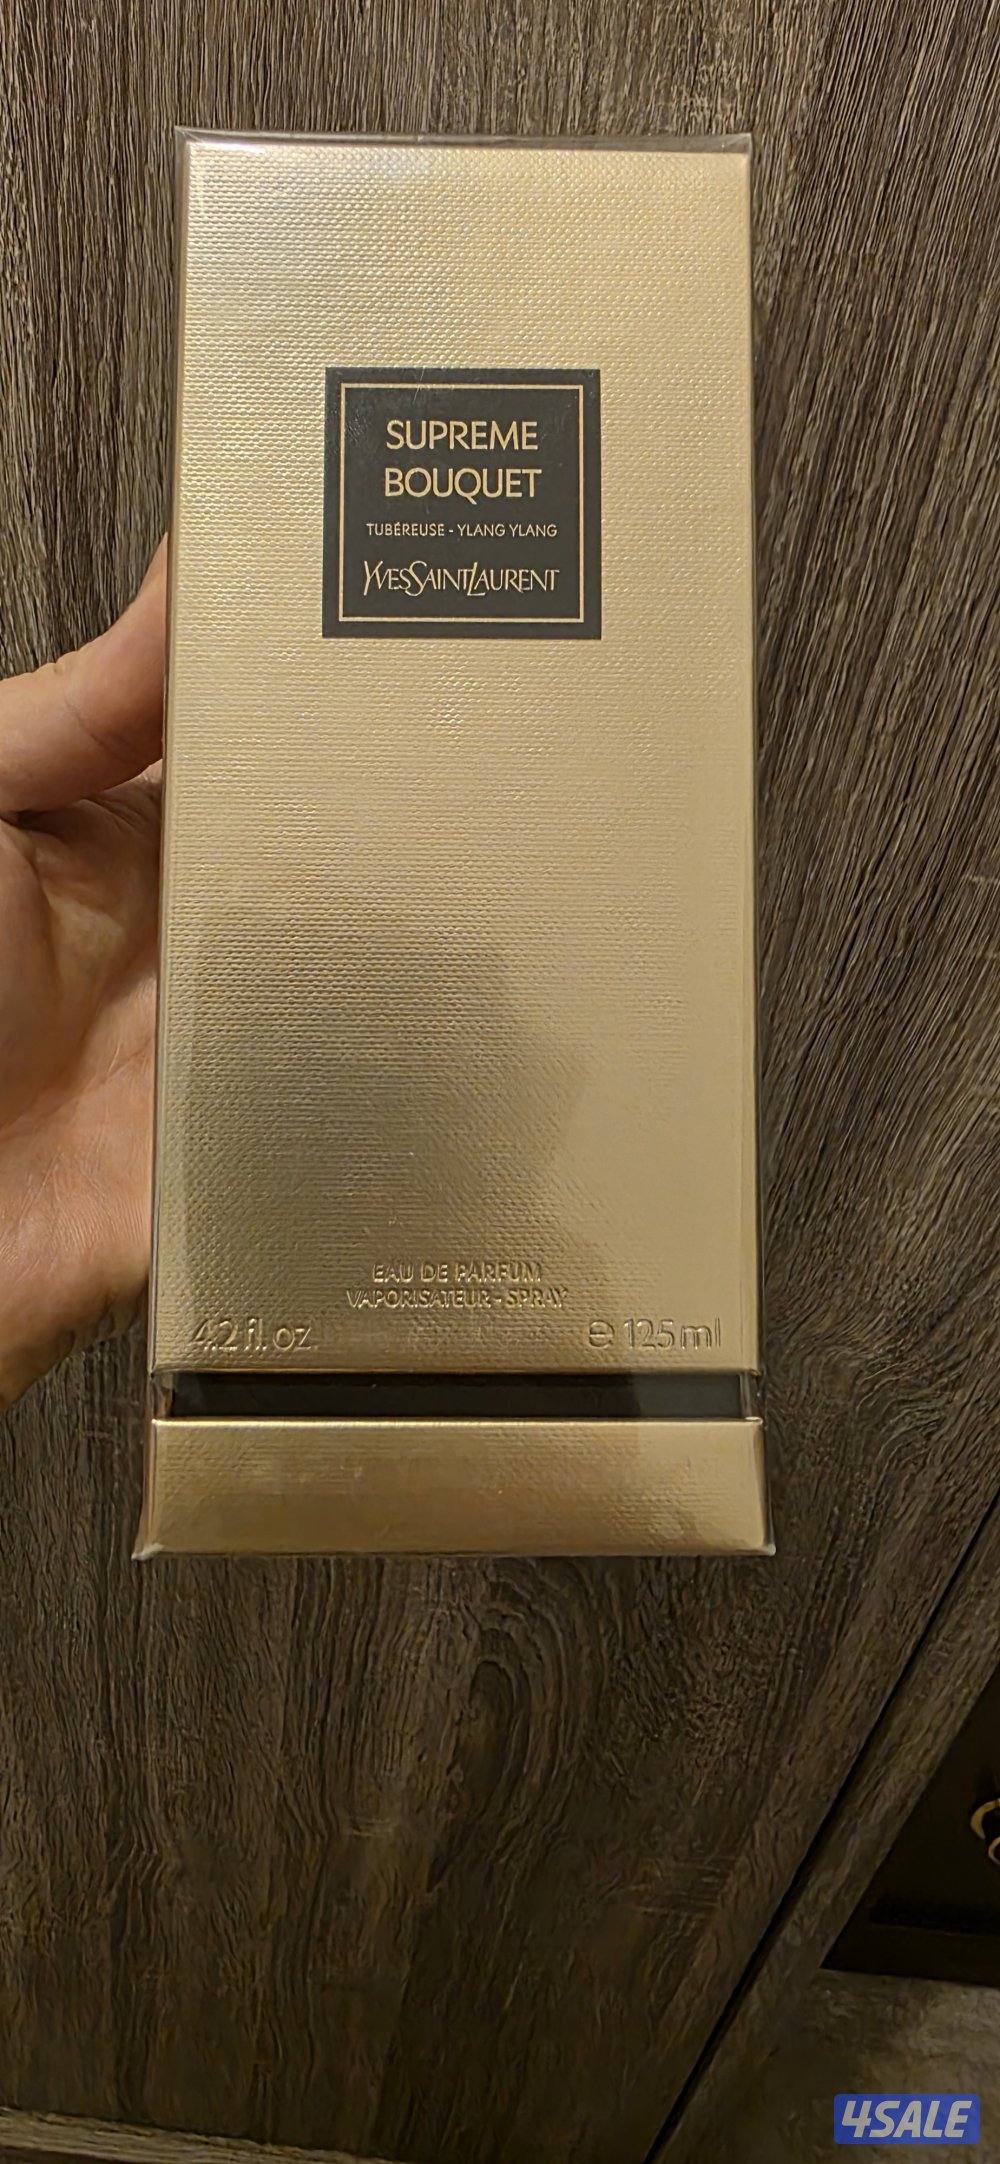 SUPREME
BOUQUET
TUBÉREUSE - YLANG YLANG
YVESSAINTLAURENT
EAU DE PARFUM
VAPORISATEUR - SPRAY
4.2 fl. oz. ℮ 125 ml
4SALE